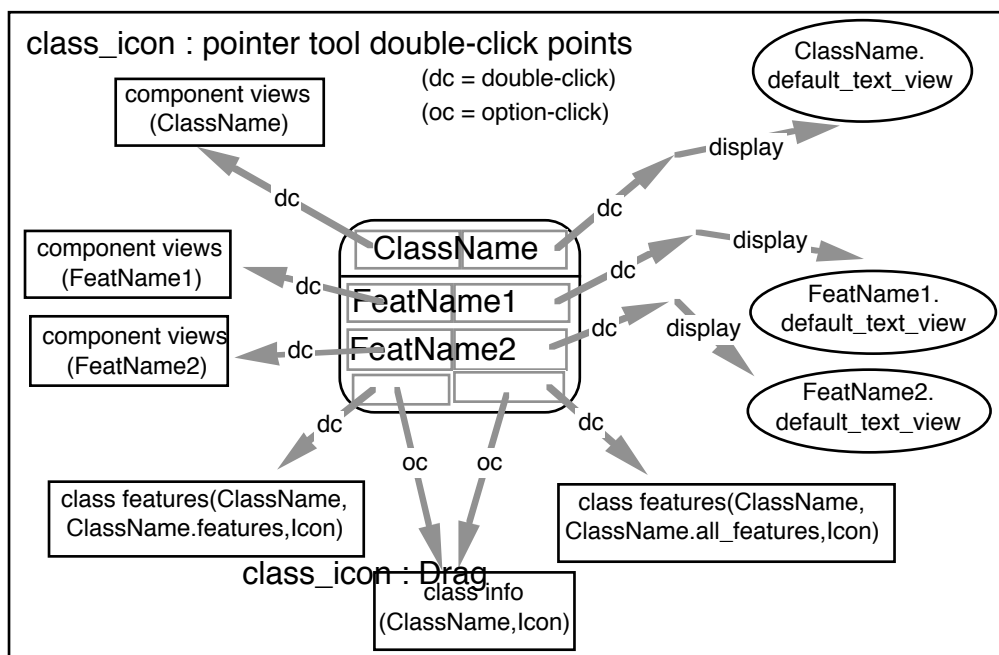 class_icon : pointer tool double-click points
(dc = double-click)
(oc = option-click)
ClassName.
default_text_view
component views
(ClassName)
display
dc
dc
ClassName
component views
(FeatName1)
dc
FeatName1
dc
display
FeatName1.
default_text_view
component views
(FeatName2)
dc
FeatName2
dc
display
FeatName2.
default_text_view
dc
oc
oc
dc
class features(ClassName,
ClassName.features,Icon)
class features(ClassName,
ClassName.all_features,Icon)
class_icon : Drag
class info
(ClassName,Icon)